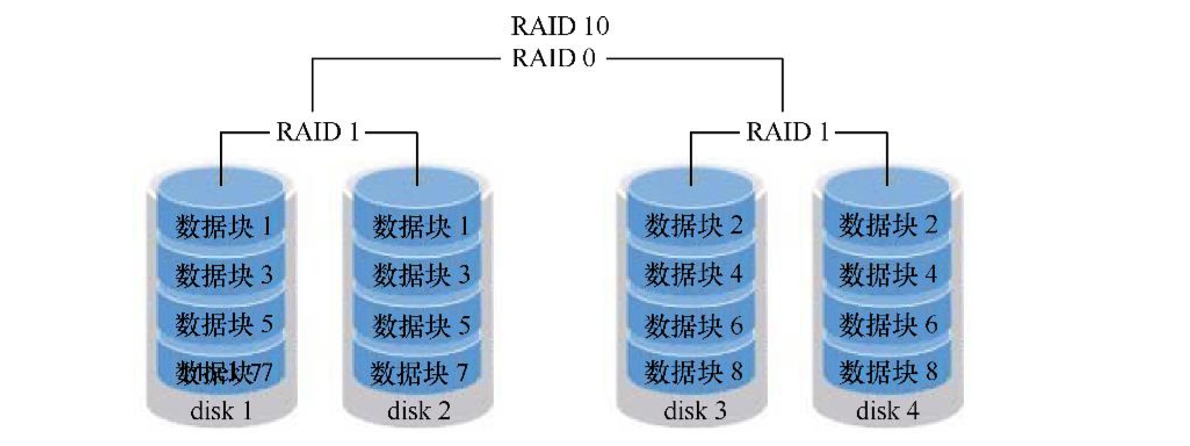 RAID 10
RAID 0
RAID 1 RAID 1
数据块 1 数据块 1 数据块 2 数据块 2
数据块 3 数据块 3 数据块 4 数据块 4
数据块 5 数据块 5 数据块 6 数据块 6
数据块 7 数据块 8 数据块 8
disk 1 disk 2 disk 3 disk 4